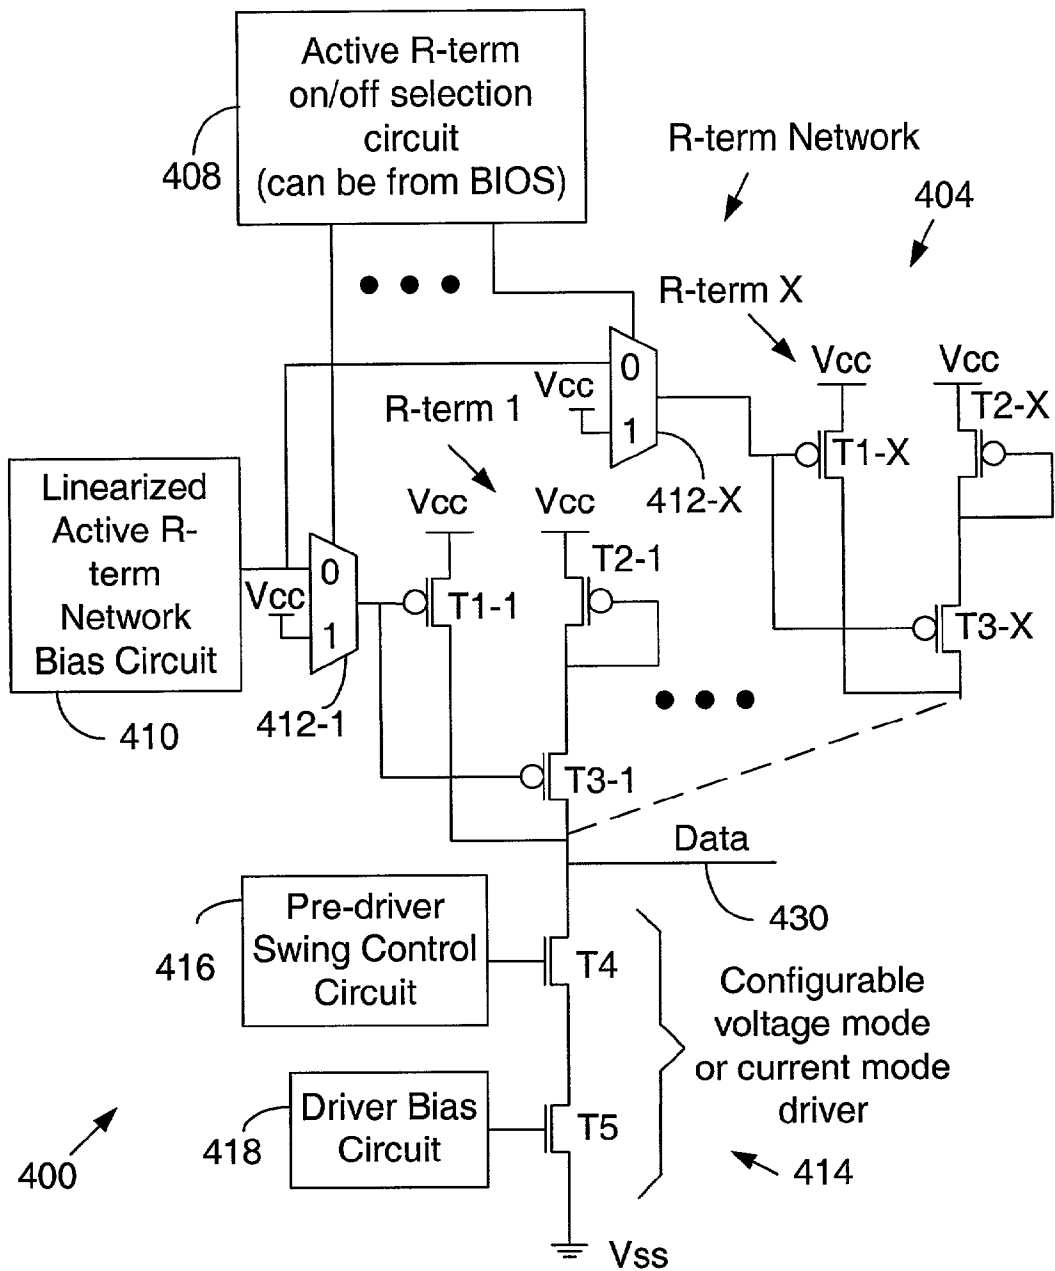 Active R-term
on/off selection
circuit
(can be from BIOS)
408
R-term Network
404
R-term X
Vcc
Vcc
0
Vcc
1
T2-X
T1-X
R-term 1
412-X
Linearized
Active R-
term
Network
Bias Circuit
Vcc
Vcc
0
Vcc
1
T2-1
T1-1
T3-X
412-1
410
T3-1
Data
430
Pre-driver
Swing Control
Circuit
416
T4
Configurable
voltage mode
or current mode
driver
Driver Bias
Circuit
418
T5
400
414
Vss